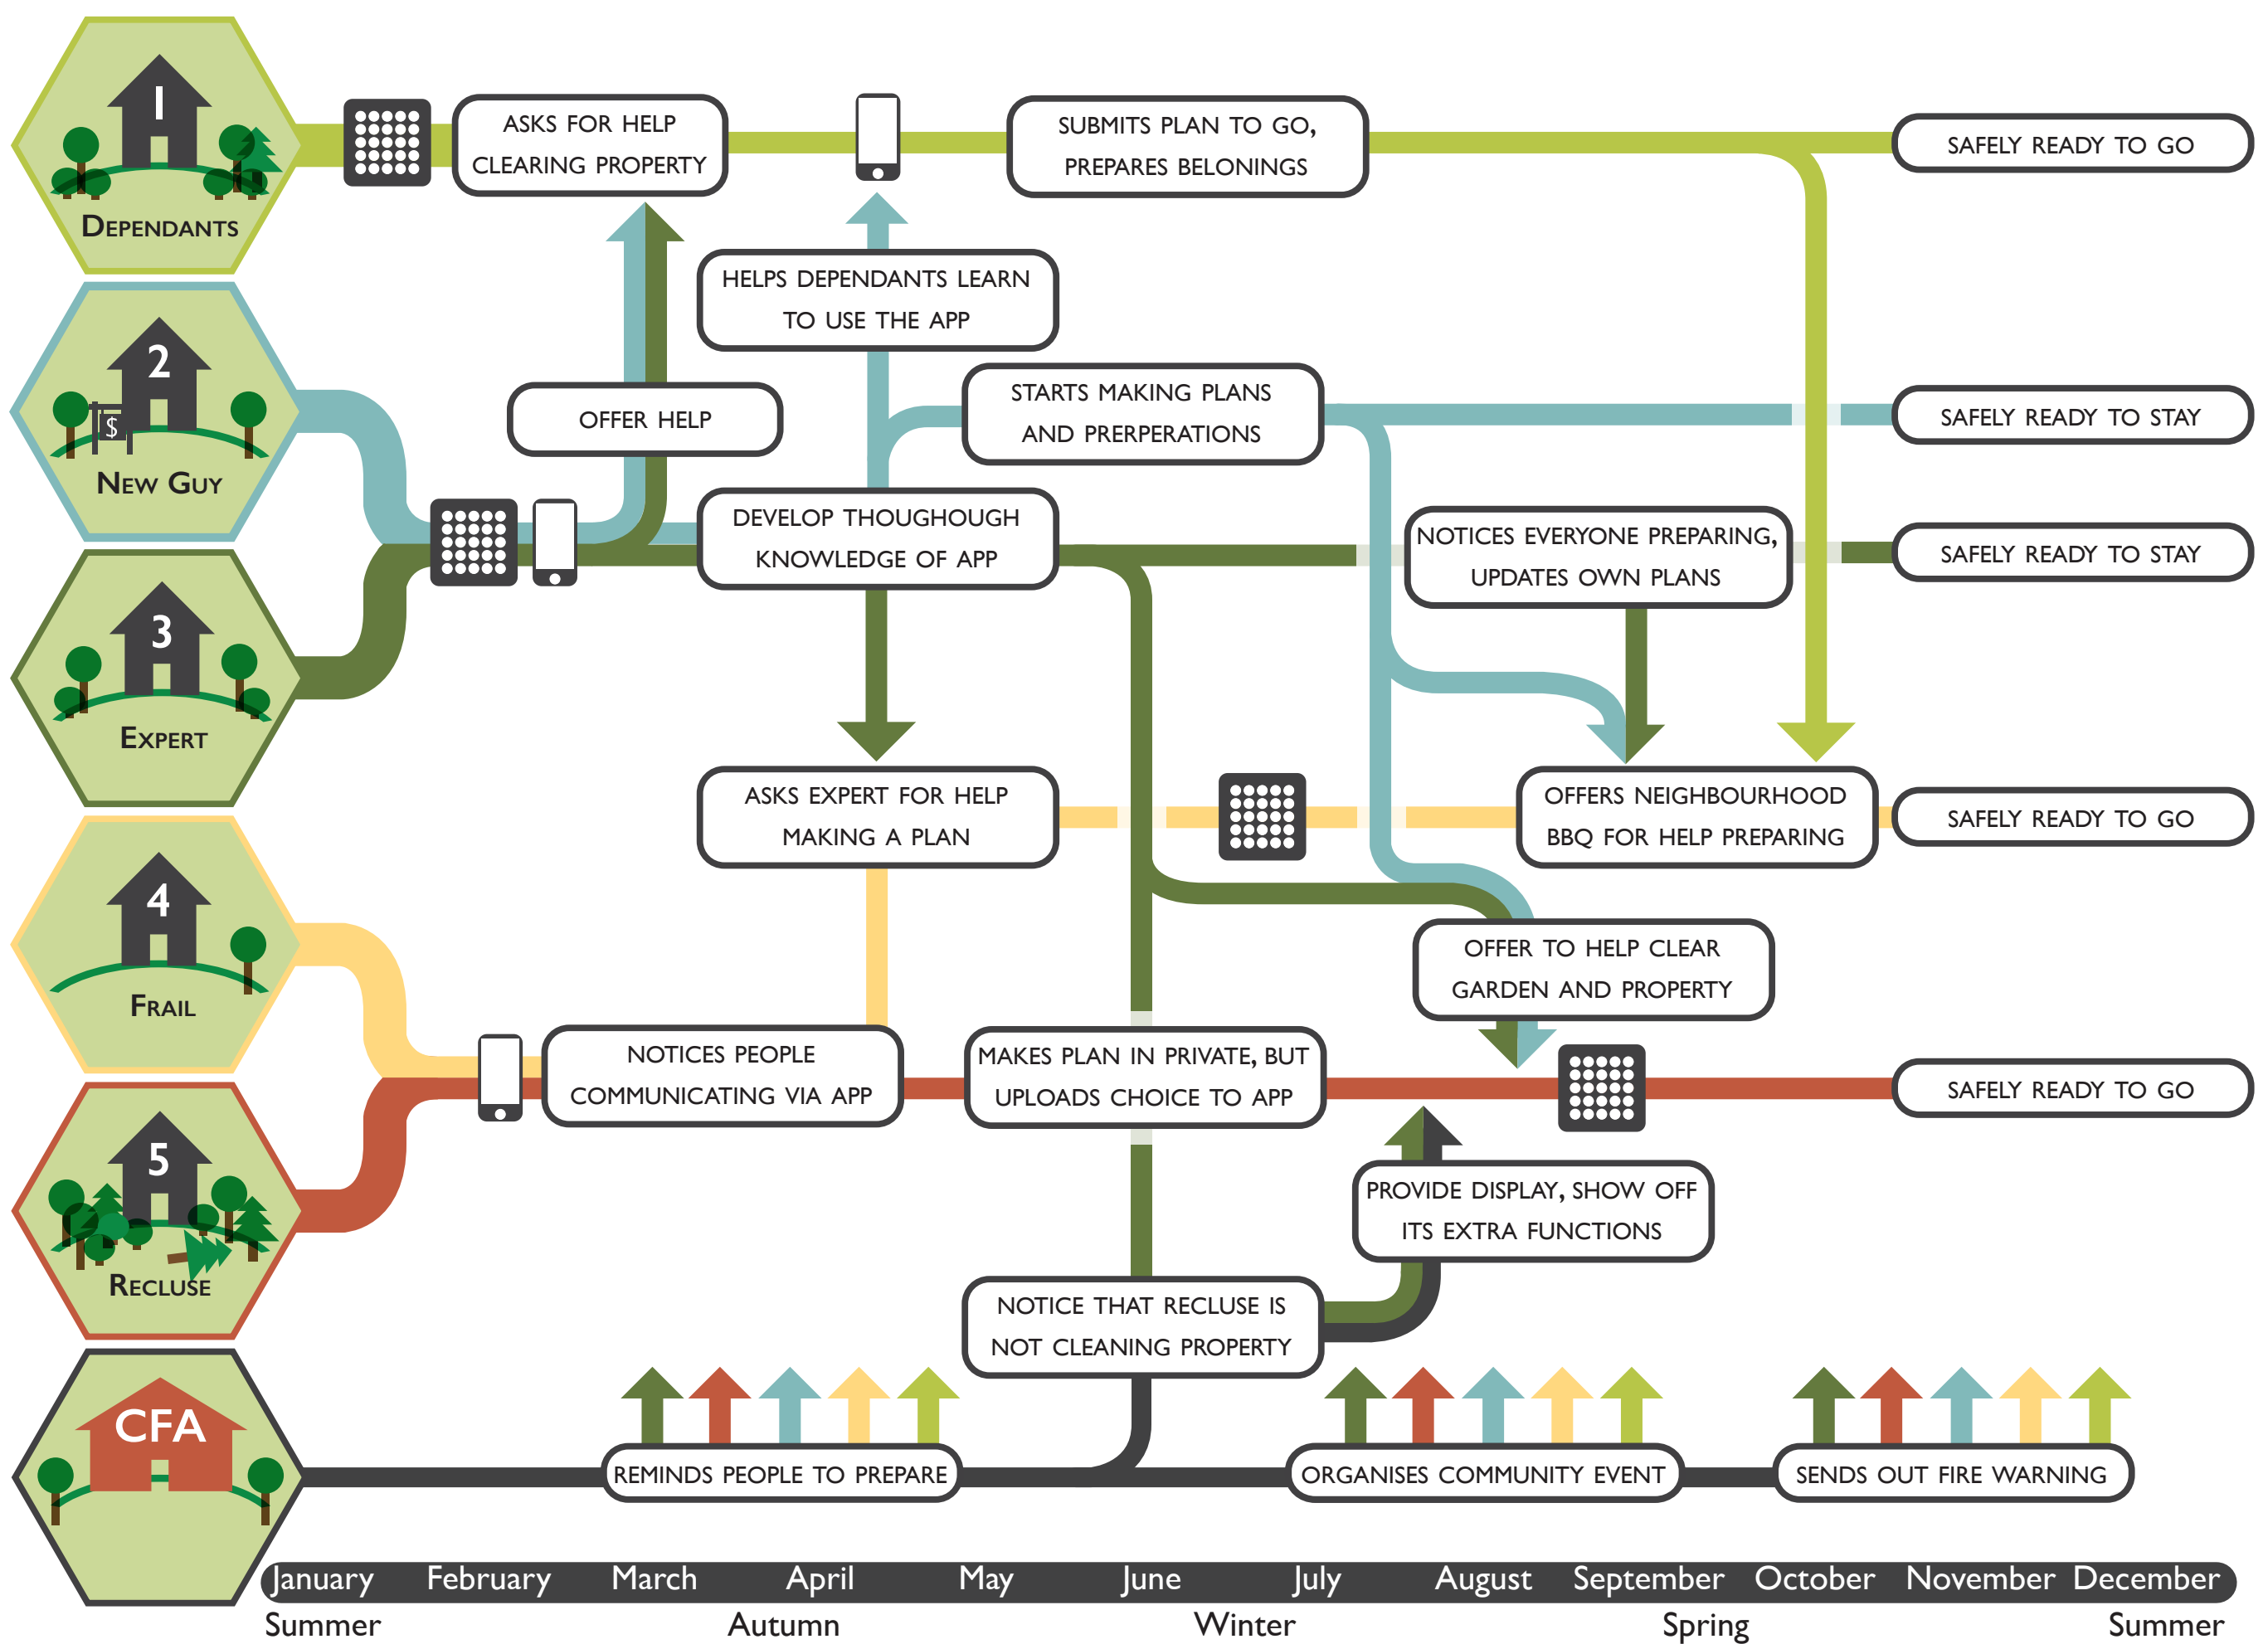 1
DEPENDANTS
ASKS FOR HELP
CLEARING PROPERTY
SUBMITS PLAN TO GO,
PREPARES BELONINGS
SAFELY READY TO GO
HELPS DEPENDANTS LEARN
TO USE THE APP
2
$
NEW GUY
OFFER HELP
STARTS MAKING PLANS
AND PRERPERATIONS
SAFELY READY TO STAY
DEVELOP THOUGHOUGH
KNOWLEDGE OF APP
NOTICES EVERYONE PREPARING,
UPDATES OWN PLANS
SAFELY READY TO STAY
3
EXPERT
ASKS EXPERT FOR HELP
MAKING A PLAN
OFFERS NEIGHBOURHOOD
BBQ FOR HELP PREPARING
SAFELY READY TO GO
4
FRAIL
OFFER TO HELP CLEAR
GARDEN AND PROPERTY
NOTICES PEOPLE
COMMUNICATING VIA APP
MAKES PLAN IN PRIVATE, BUT
UPLOADS CHOICE TO APP
SAFELY READY TO GO
5
RECLUSE
PROVIDE DISPLAY, SHOW OFF
ITS EXTRA FUNCTIONS
NOTICE THAT RECLUSE IS
NOT CLEANING PROPERTY
CFA
REMINDS PEOPLE TO PREPARE
ORGANISES COMMUNITY EVENT
SENDS OUT FIRE WARNING
January February March April May June July August September October November December
Summer Autumn Winter Spring Summer